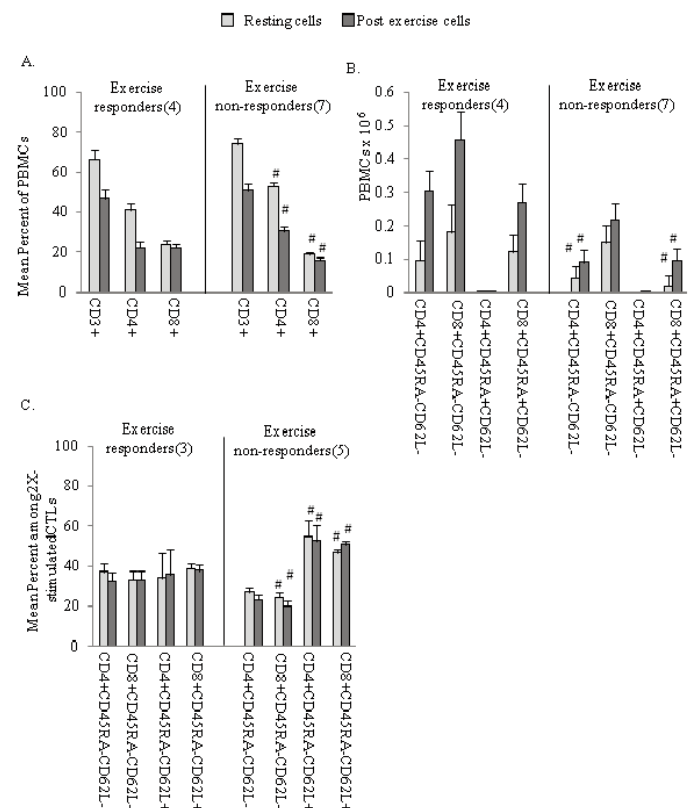 Resting cells Post exercise cells
A.
Exercise
responders(4)
Exercise
non-responders(7)
Mean Percent of PBMCs
100
80
60
40
20
0
# # # #
CD3+ CD4+ CD8+ CD3+ CD4+ CD8+
B.
Exercise
responders(4)
Exercise
non-responders(7)
PBMCs x 10⁶
0.6
0.5
0.4
0.3
0.2
0.1
0
# # # #
CD4+CD45RA-CD62L-
CD8+CD45RA-CD62L-
CD4+CD45RA+CD62L-
CD8+CD45RA+CD62L-
CD4+CD45RA-CD62L-
CD8+CD45RA-CD62L-
CD4+CD45RA+CD62L-
CD8+CD45RA+CD62L-
C.
Exercise
responders(3)
Exercise
non-responders(5)
Mean Percent among2X-
stimulatedCTLs
100
80
60
40
20
0
# # # # # #
CD4+CD45RA-CD62L-
CD8+CD45RA-CD62L-
CD4+CD45RA-CD62L+
CD8+CD45RA-CD62L+
CD4+CD45RA-CD62L-
CD8+CD45RA-CD62L-
CD4+CD45RA-CD62L+
CD8+CD45RA-CD62L+